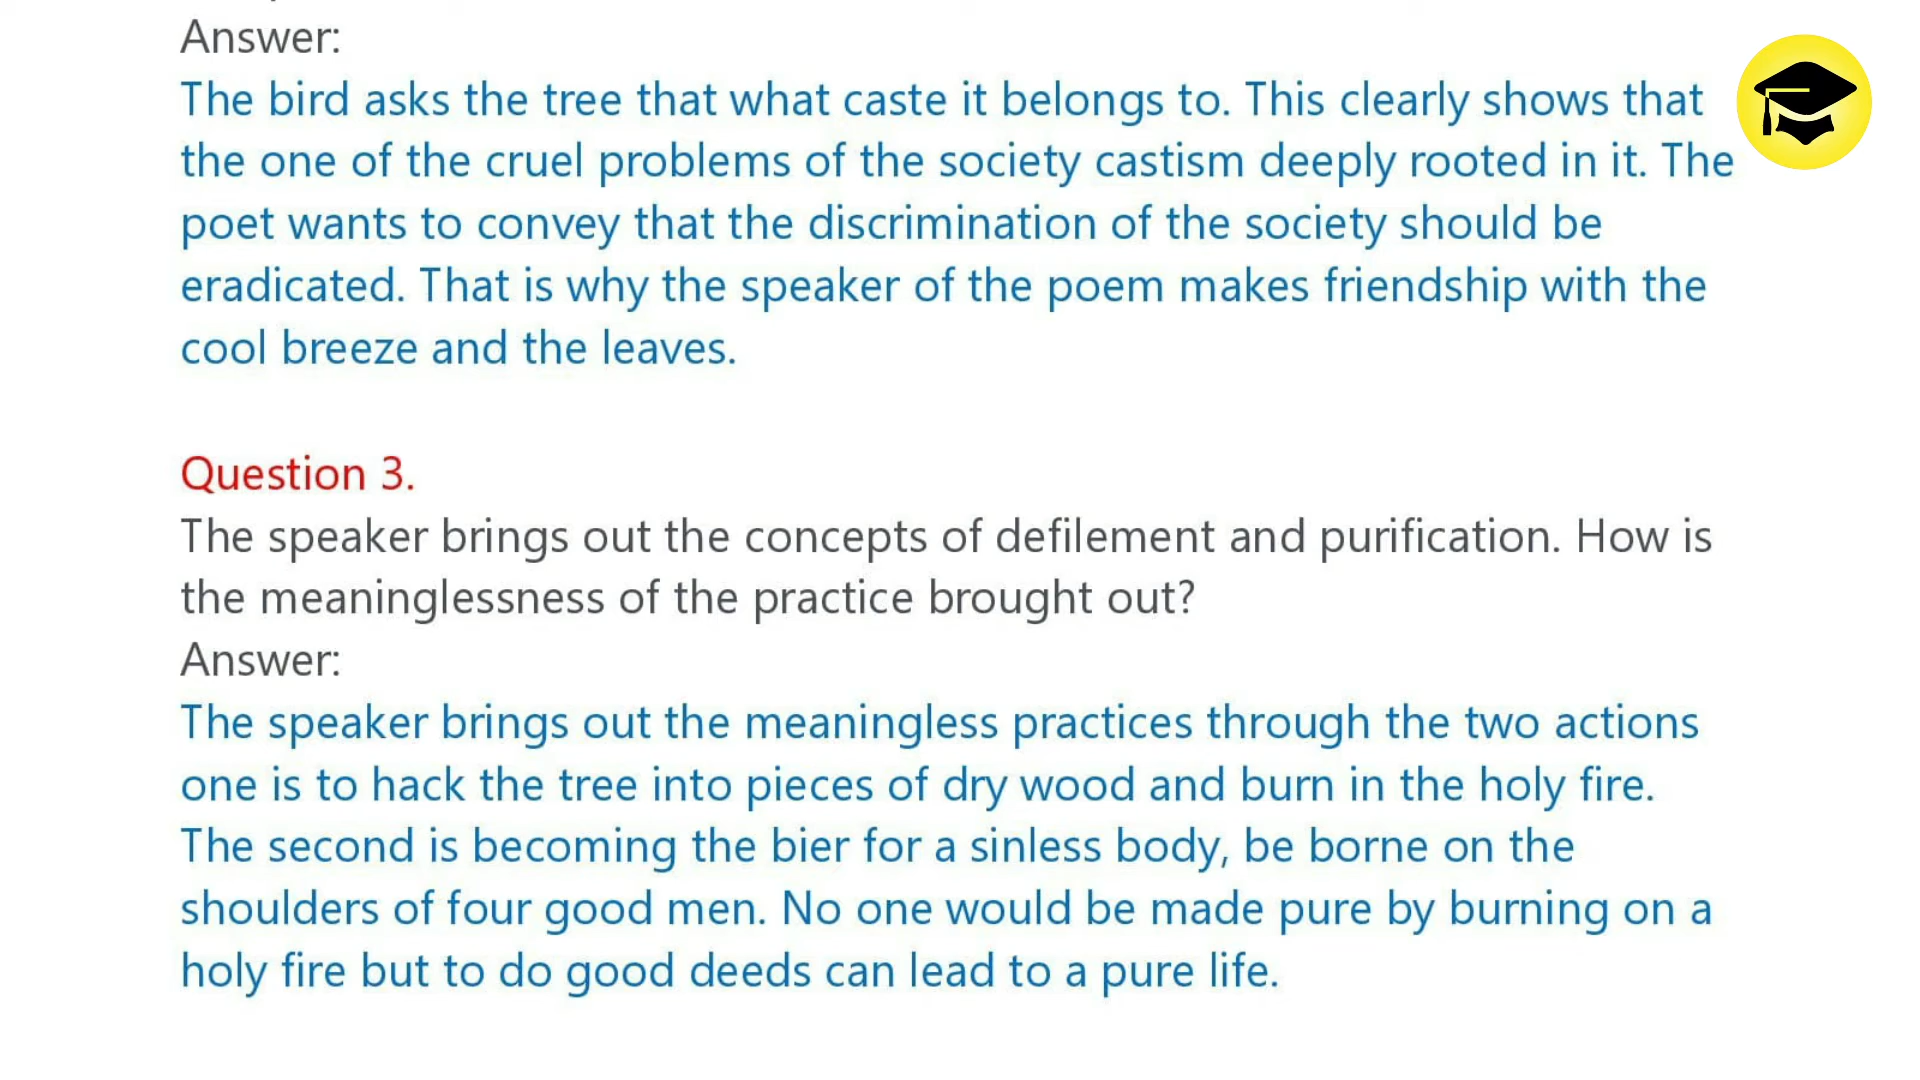 Answer:
The bird asks the tree that what caste it belongs to. This clearly shows that
the one of the cruel problems of the society castism deeply rooted in it. The
poet wants to convey that the discrimination of the society should be
eradicated. That is why the speaker of the poem makes friendship with the
cool breeze and the leaves.
Question 3.
The speaker brings out the concepts of defilement and purification. How is
the meaninglessness of the practice brought out?
Answer:
The speaker brings out the meaningless practices through the two actions
one is to hack the tree into pieces of dry wood and burn in the holy fire.
The second is becoming the bier for a sinless body, be borne on the
shoulders of four good men. No one would be made pure by burning on a
holy fire but to do good deeds can lead to a pure life.